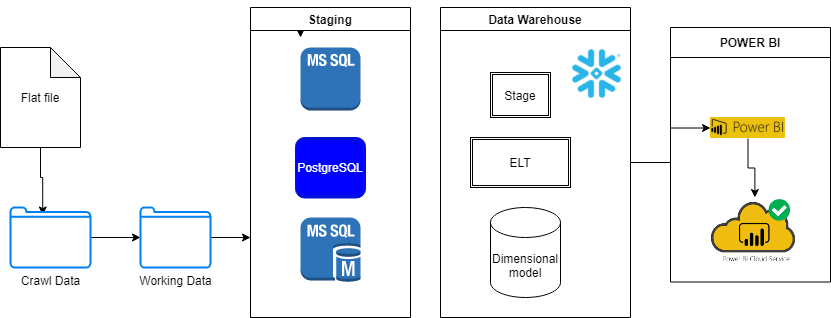 Staging
Data Warehouse
POWER BI
Flat file
MS SQL
Stage
Power BI
PostgreSQL
ELT
MS SQL
M
Dimensional
model
Crawl Data
Working Data
Power BI Cloud Service